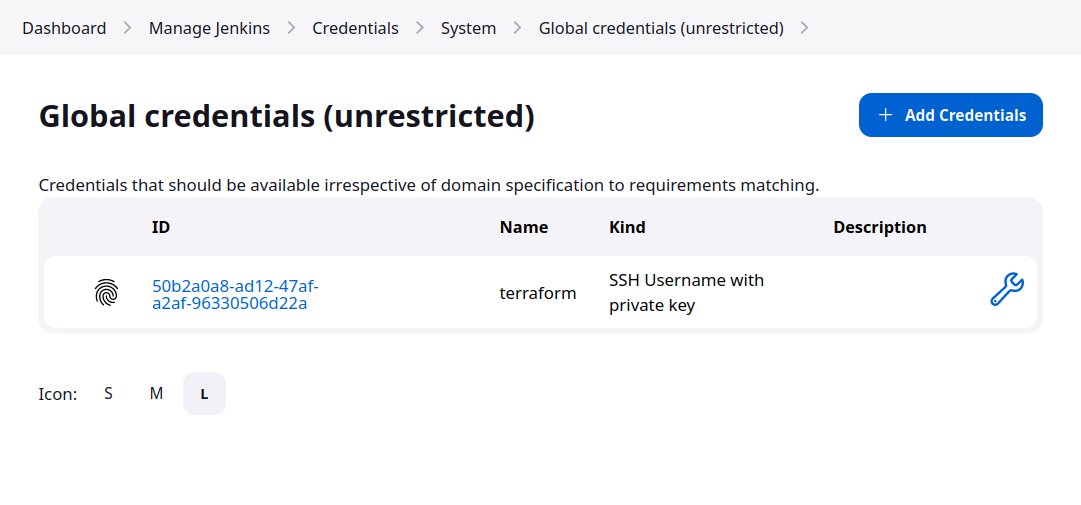 Dashboard Manage Jenkins Credentials System Global credentials (unrestricted)
Global credentials (unrestricted)
Add Credentials
Credentials that should be available irrespective of domain specification to requirements matching.
ID Name Kind Description
50b2a0a8-ad12-47af-
a2af-96330506d22a
terraform
SSH Username with
private key
Icon: S M L